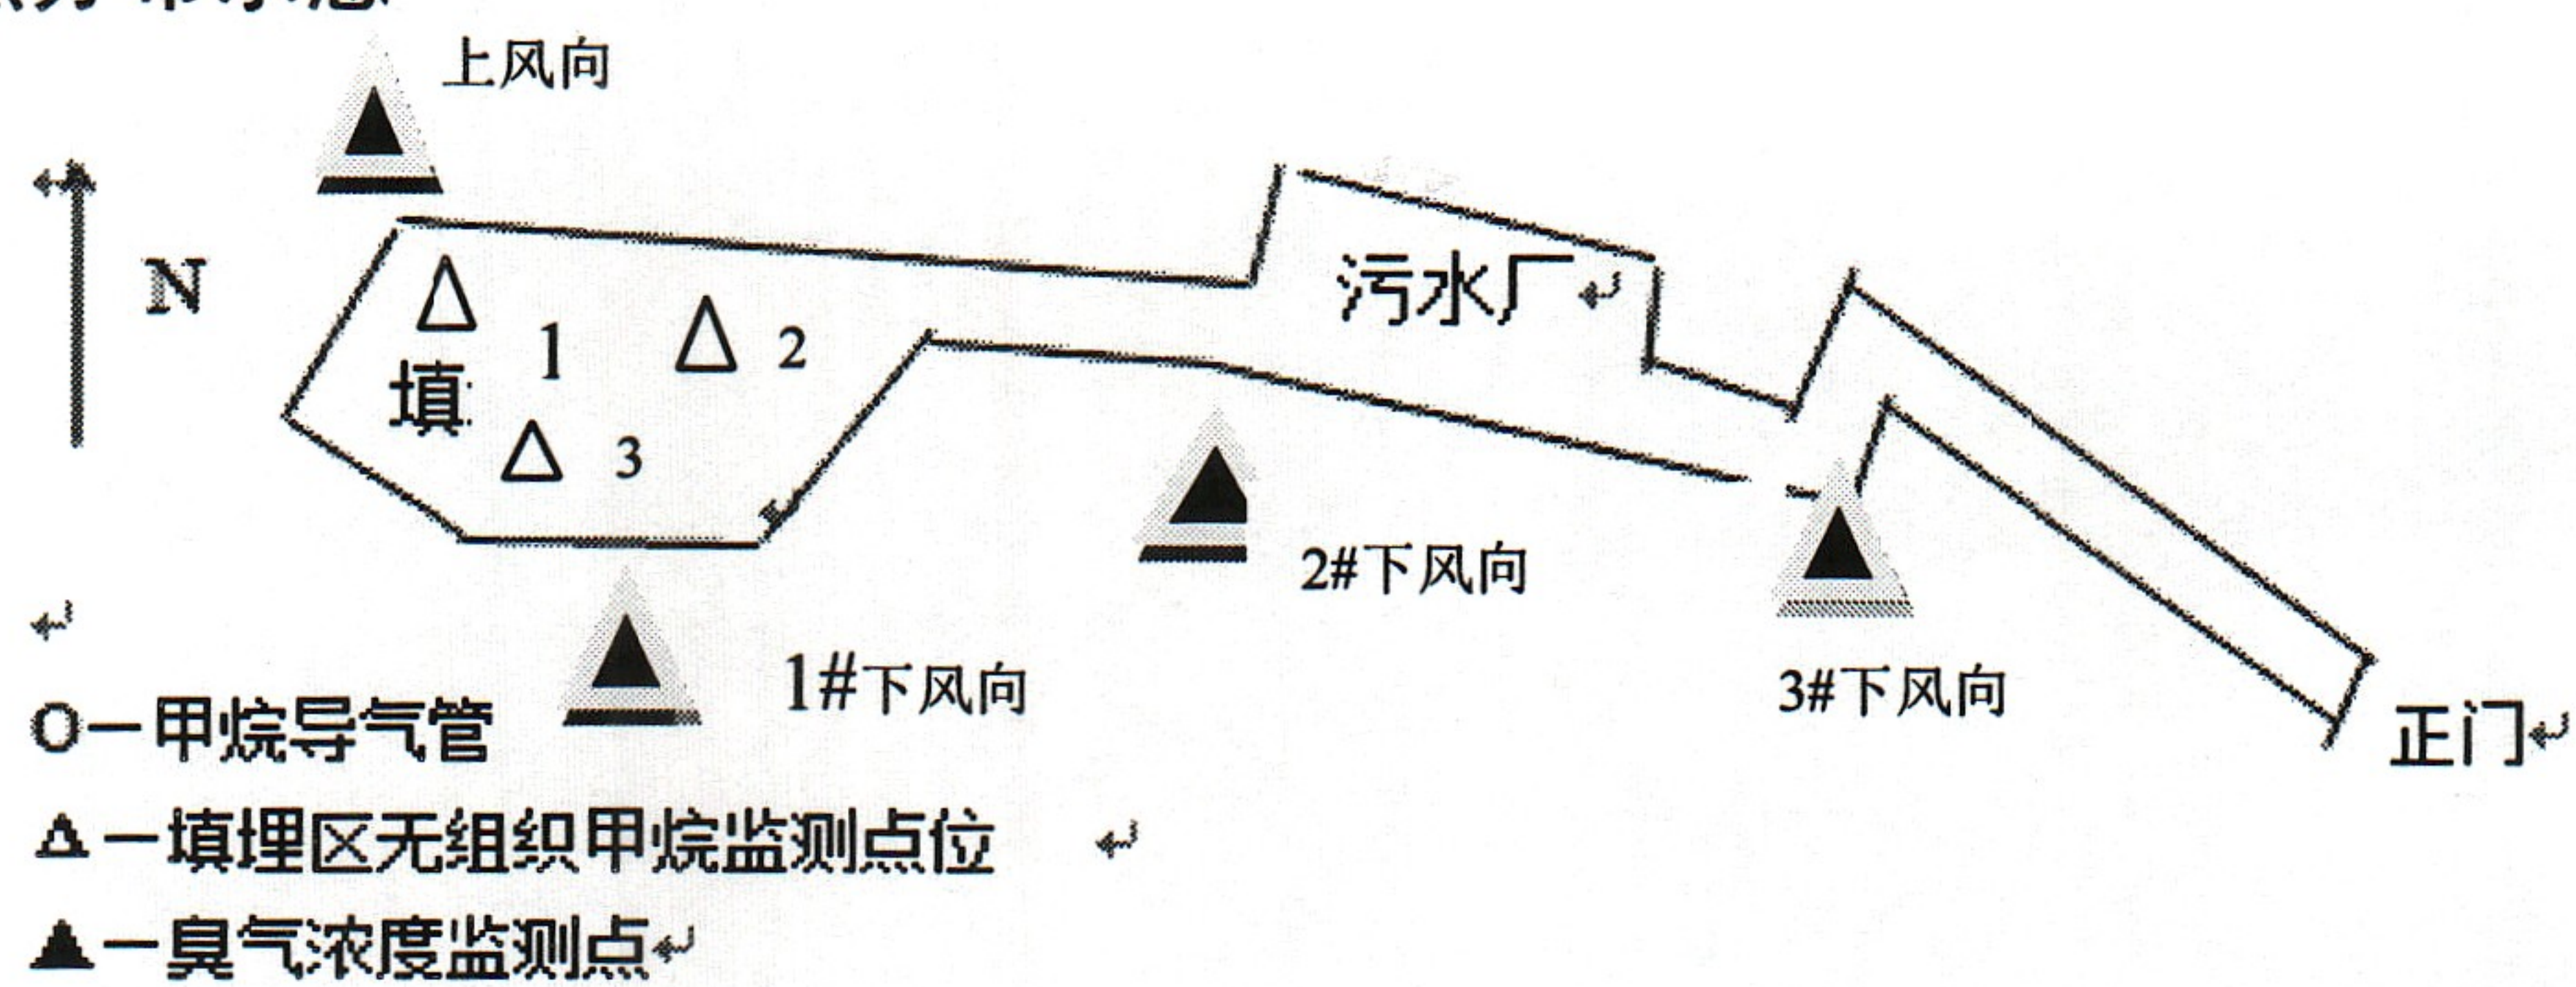 上风向
N
污水厂
1
2
填
3
2#下风向
1#下风向
3#下风向
正门
O—甲烷导气管
△—填埋区无组织甲烷监测点位
▲—臭气浓度监测点